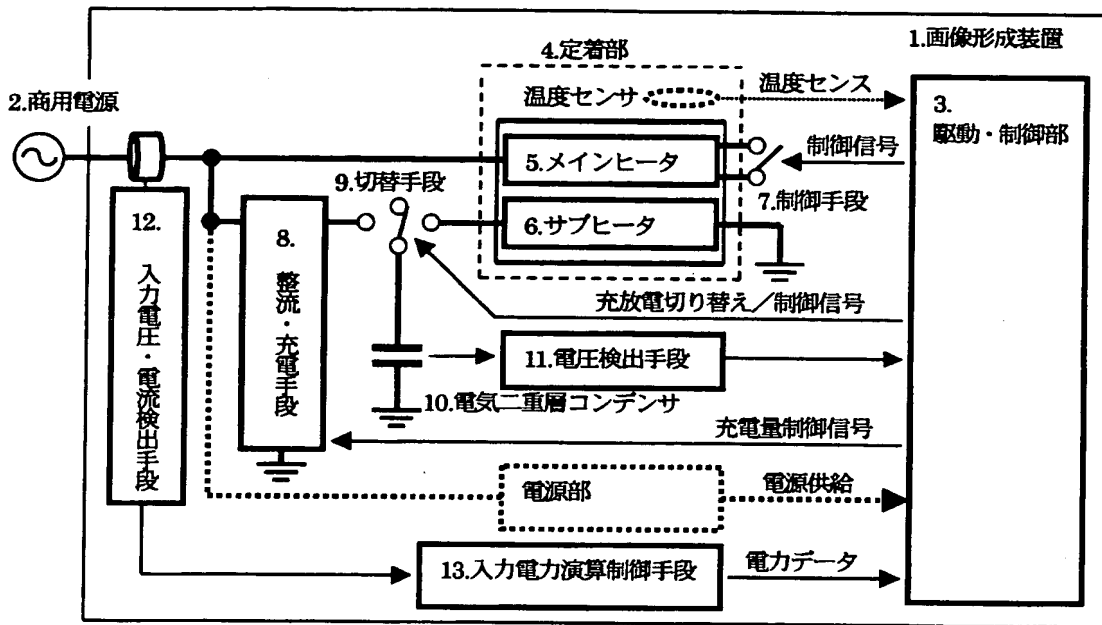 1.画像形成装置
4.定着部
2.商用電源
温度センサ
温度センス
3.
駆動・制御部
5.メインヒータ
制御信号
9.切替手段
7.制御手段
12.
入力電圧・電流検出手段
8.
整流・充電手段
6.サブヒータ
充放電切り替え／制御信号
11.電圧検出手段
10.電気二重層コンデンサ
充電量制御信号
電源部
電源供給
13.入力電力演算制御手段
電力データ